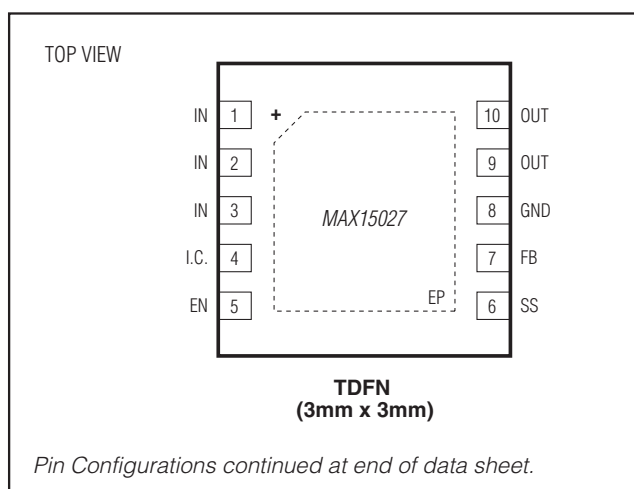 TOP VIEW
IN 1 + 10 OUT
IN 2 9 OUT
IN 3 MAX15027 8 GND
I.C. 4 7 FB
EN 5 EP 6 SS
TDFN
(3mm x 3mm)
Pin Configurations continued at end of data sheet.